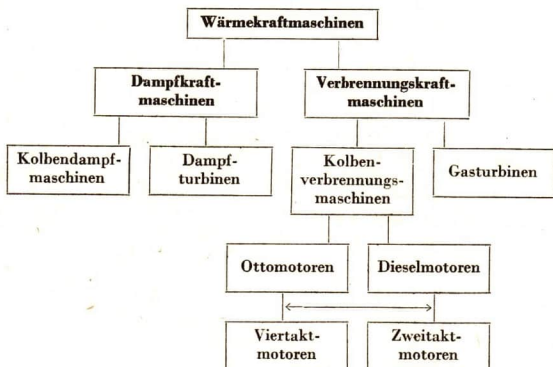 Wärmekraftmaschinen
Dampfkraft-
maschinen
Verbrennungskraft-
maschinen
Kolbendampf-
maschinen
Dampf-
turbinen
Kolben-
verbrennungs-
maschinen
Gasturbinen
Ottomotoren
Dieselmotoren
Viertakt-
motoren
Zweitakt-
motoren